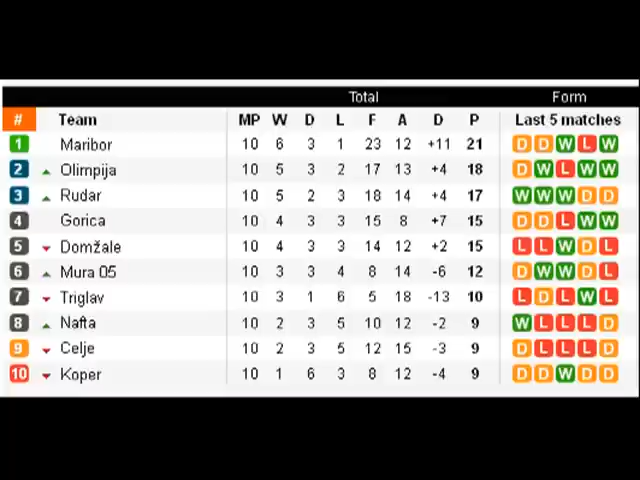 Total Form
# Team MP W D L F A D P Last 5 matches
1 Maribor 10 6 3 1 23 12 +11 21 D D W L W
2 Olimpija 10 5 3 2 17 13 +4 18 D W L W W
3 Rudar 10 5 2 3 18 14 +4 17 W W W D D
4 Gorica 10 4 3 3 15 8 +7 15 D D L W W
5 Domžale 10 4 3 3 14 12 +2 15 L L W D L
6 Mura 05 10 3 3 4 8 14 -6 12 D W W D L
7 Triglav 10 3 1 6 5 18 -13 10 L D L W L
8 Nafta 10 2 3 5 10 12 -2 9 W L L L D
9 Celje 10 2 3 5 12 15 -3 9 D L L L D
10 Koper 10 1 6 3 8 12 -4 9 D D W D D